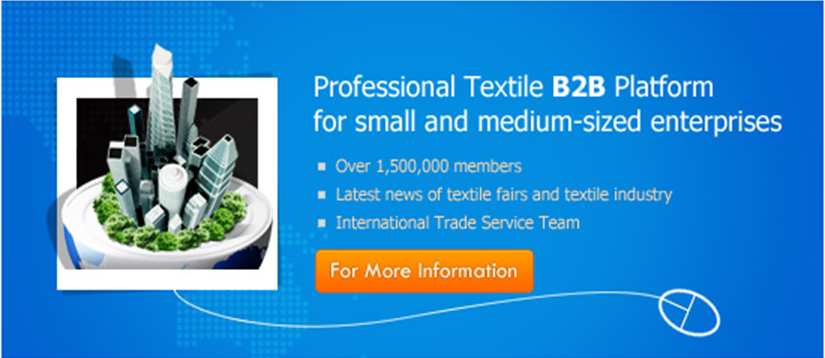 Professional Textile B2B Platform
for small and medium-sized enterprises
Over 1,500,000 members
Latest news of textile fairs and textile industry
International Trade Service Team
For More Information